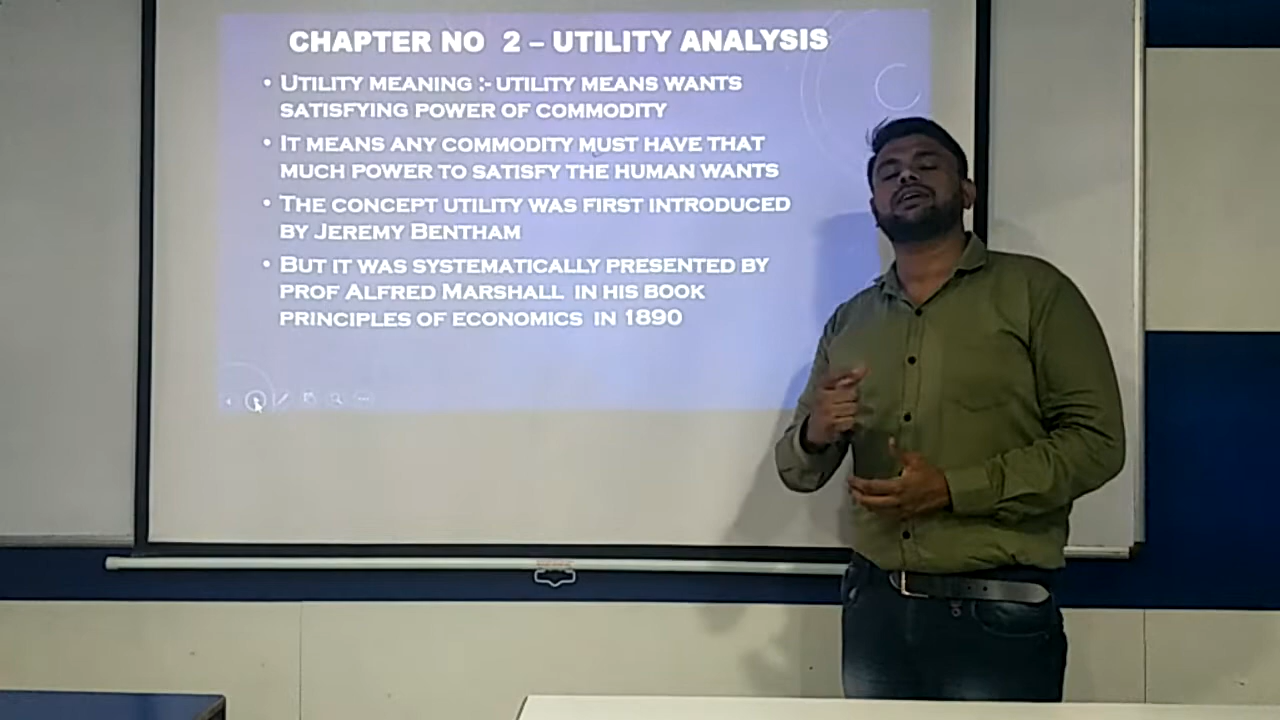 CHAPTER NO 2 – UTILITY ANALYSIS
• UTILITY MEANING :- UTILITY MEANS WANTS
SATISFYING POWER OF COMMODITY
• IT MEANS ANY COMMODITY MUST HAVE THAT
MUCH POWER TO SATISFY THE HUMAN WANTS
• THE CONCEPT UTILITY WAS FIRST INTRODUCED
BY JEREMY BENTHAM
• BUT IT WAS SYSTEMATICALLY PRESENTED BY
PROF ALFRED MARSHALL IN HIS BOOK
PRINCIPLES OF ECONOMICS IN 1890